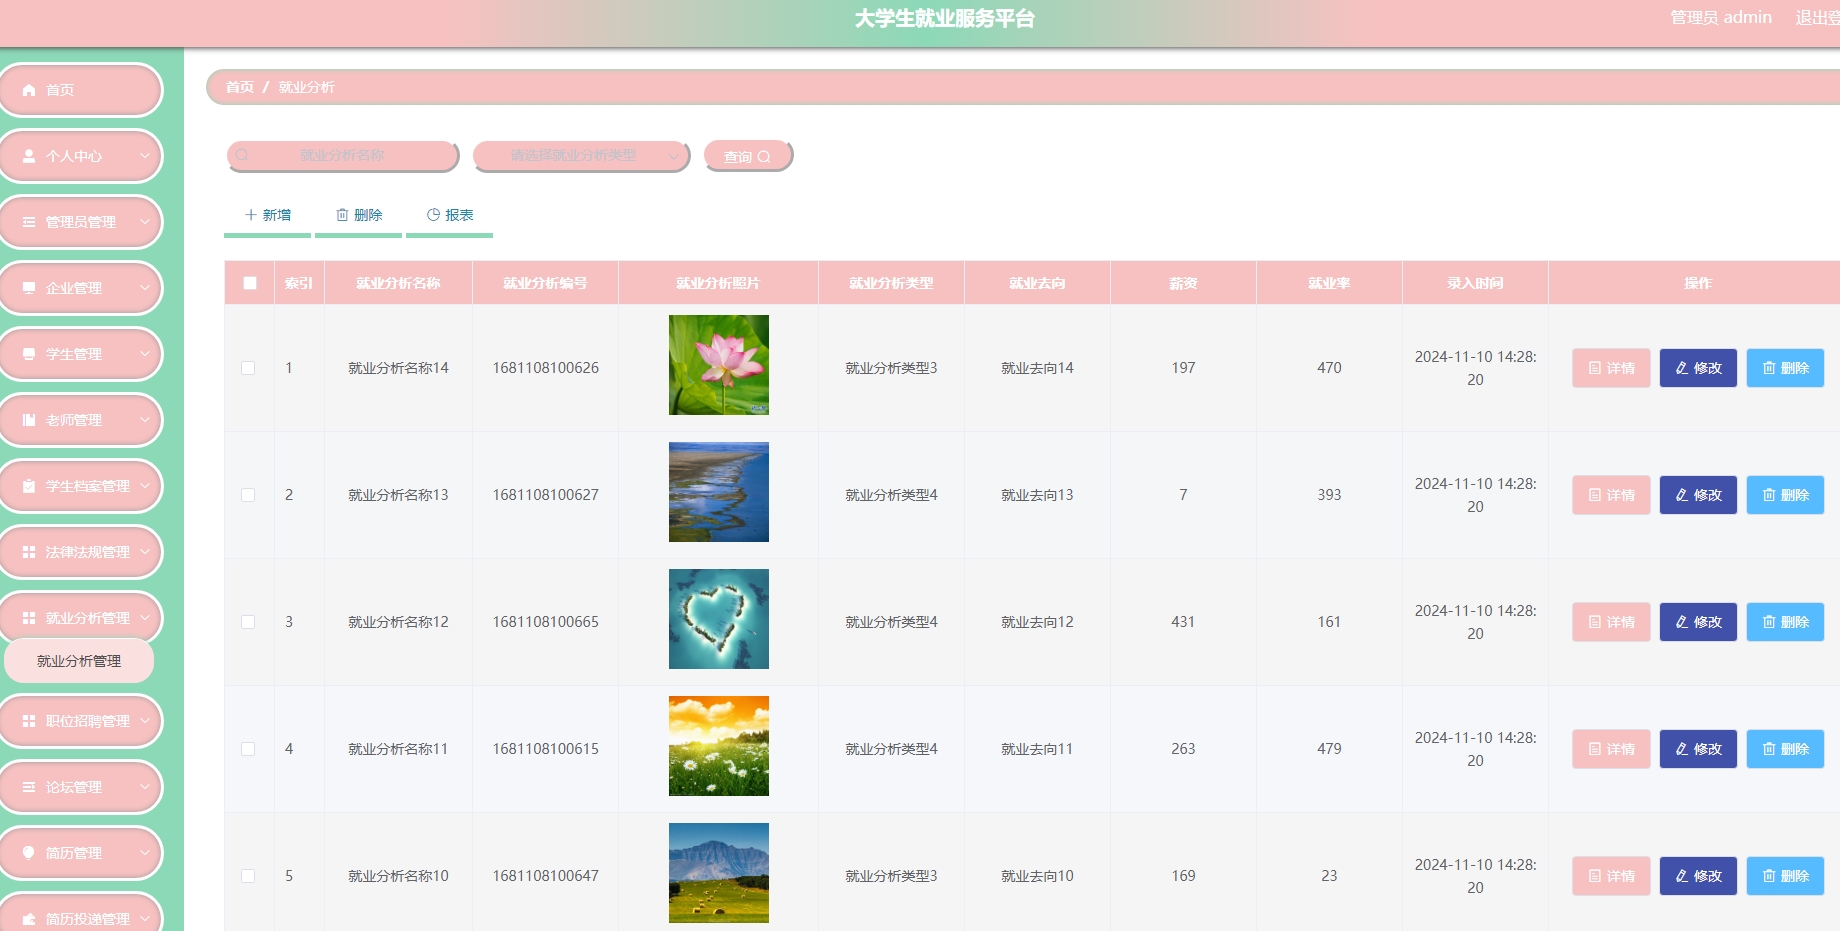 大学生就业服务平台
管理员 admin
退出登
首页
个人中心
管理员管理
企业管理
学生管理
老师管理
学生档案管理
法律法规管理
就业分析管理
就业分析管理
职位招聘管理
论坛管理
简历管理
简历投递管理
首页 / 就业分析
就业分析名称
请选择就业分析类型
查询
新增
删除
报表
索引 就业分析名称 就业分析编号 就业分析照片 就业分析类型 就业去向 薪资 就业率 录入时间 操作
1 就业分析名称14 1681108100626 就业分析类型3 就业去向14 197 470 2024-11-10 14:28:
20
详情 修改 删除
2 就业分析名称13 1681108100627 就业分析类型4 就业去向13 7 393 2024-11-10 14:28:
20
详情 修改 删除
3 就业分析名称12 1681108100665 就业分析类型4 就业去向12 431 161 2024-11-10 14:28:
20
详情 修改 删除
4 就业分析名称11 1681108100615 就业分析类型4 就业去向11 263 479 2024-11-10 14:28:
20
详情 修改 删除
5 就业分析名称10 1681108100647 就业分析类型3 就业去向10 169 23 2024-11-10 14:28:
20
详情 修改 删除